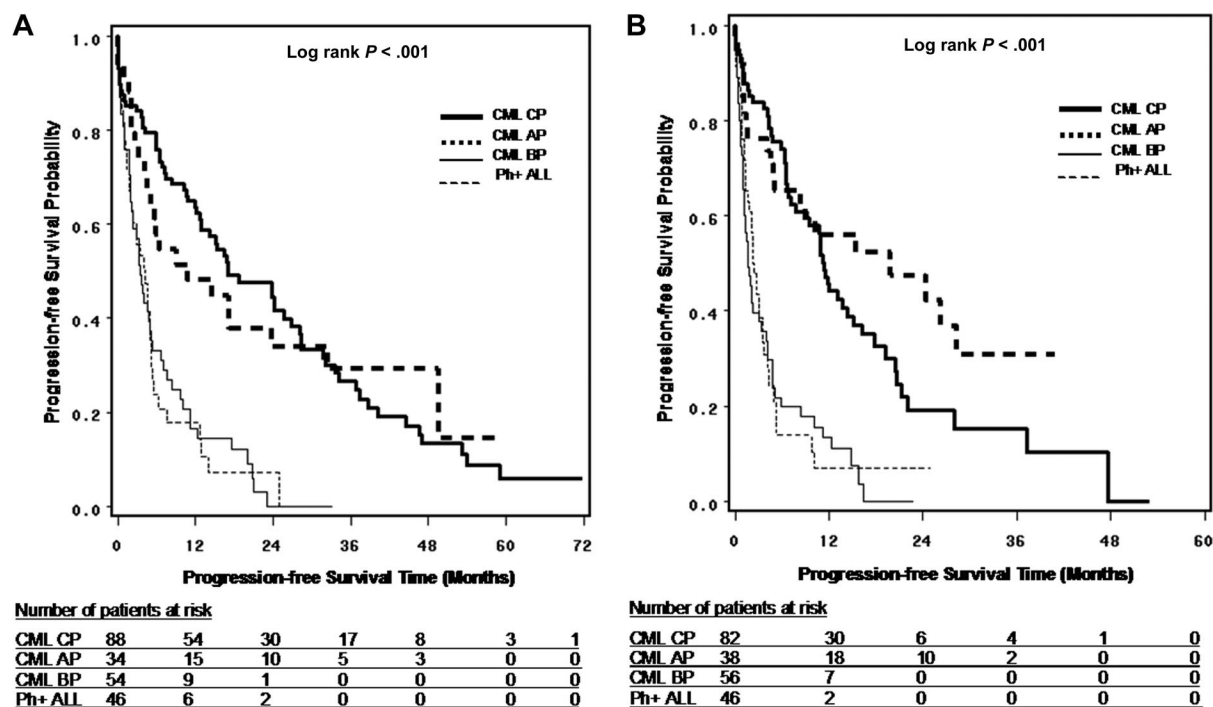 A
Log rank P < .001
CML CP
CML AP
CML BP
Ph+ ALL
Progression-free Survival Probability
1.0
0.8
0.6
0.4
0.2
0.0
0 12 24 36 48 60 72
Progression-free Survival Time (Months)
Number of patients at risk
CML CP 88 54 30 17 8 3 1
CML AP 34 15 10 5 3 0 0
CML BP 54 9 1 0 0 0 0
Ph+ ALL 46 6 2 0 0 0 0
B
Log rank P < .001
CML CP
CML AP
CML BP
Ph+ ALL
Progression-free Survival Probability
1.0
0.8
0.6
0.4
0.2
0.0
0 12 24 36 48 60
Progression-free Survival Time (Months)
Number of patients at risk
CML CP 82 30 6 4 1 0
CML AP 38 18 10 2 0 0
CML BP 56 7 0 0 0 0
Ph+ ALL 46 2 0 0 0 0